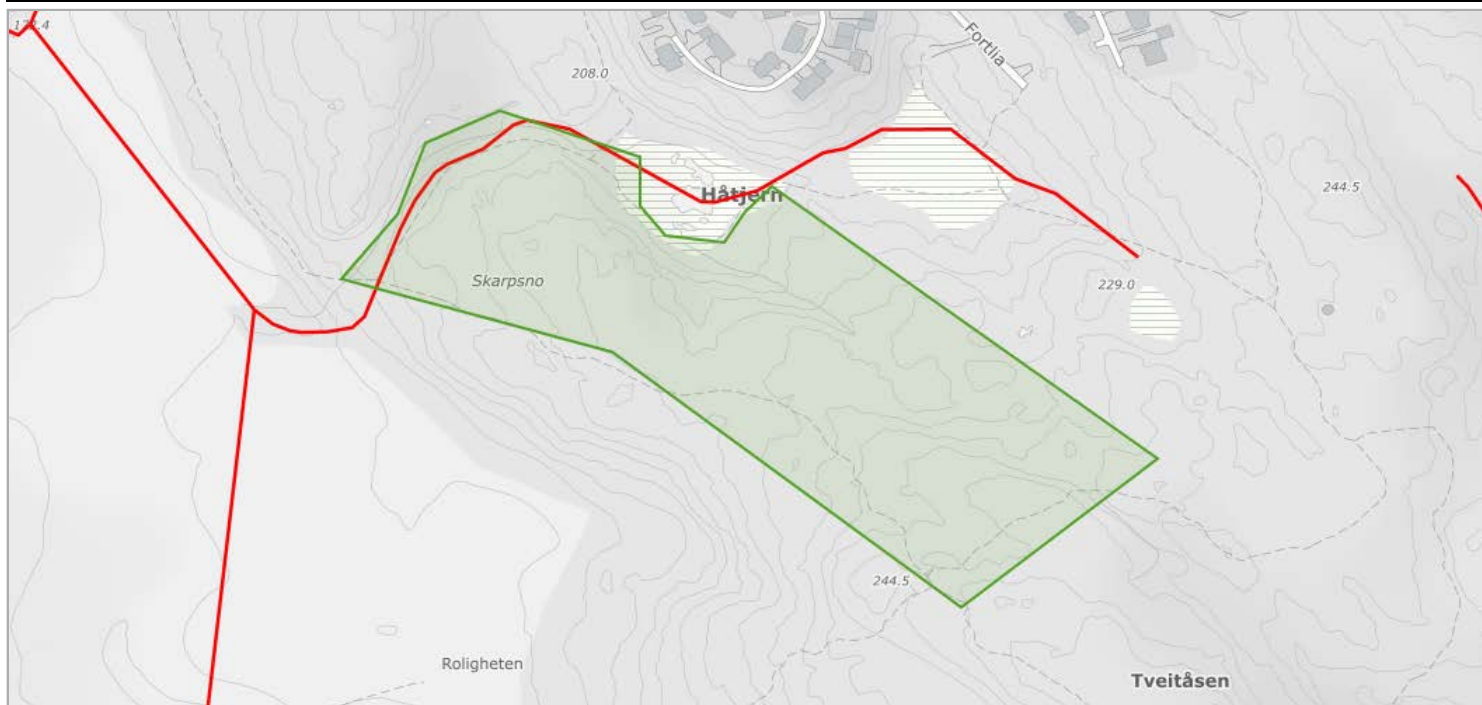 Fortlia
208.0
244.5
Håtjern
Skarpsno
229.0
244.5
Roligheten
Tveitåsen